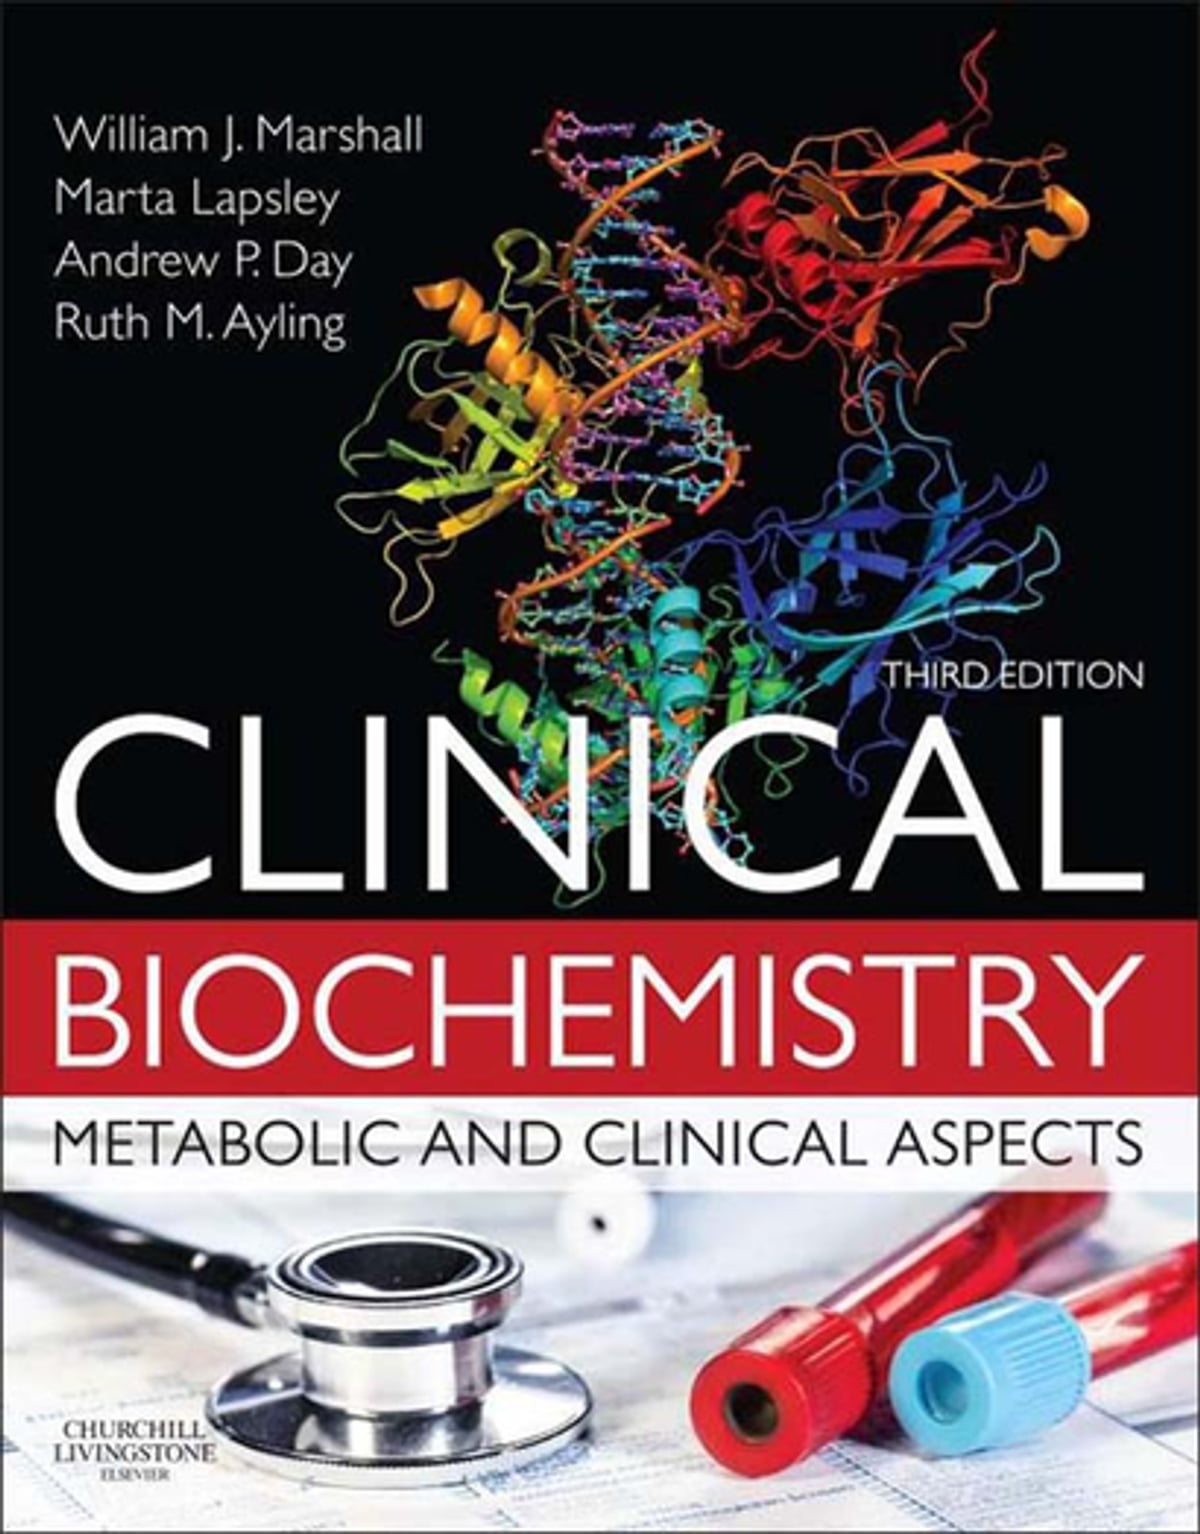 William J. Marshall
Marta Lapsley
Andrew P. Day
Ruth M. Ayling
THIRD EDITION
CLINICAL
BIOCHEMISTRY
METABOLIC AND CLINICAL ASPECTS
CHURCHILL
LIVINGSTONE
ELSEVIER